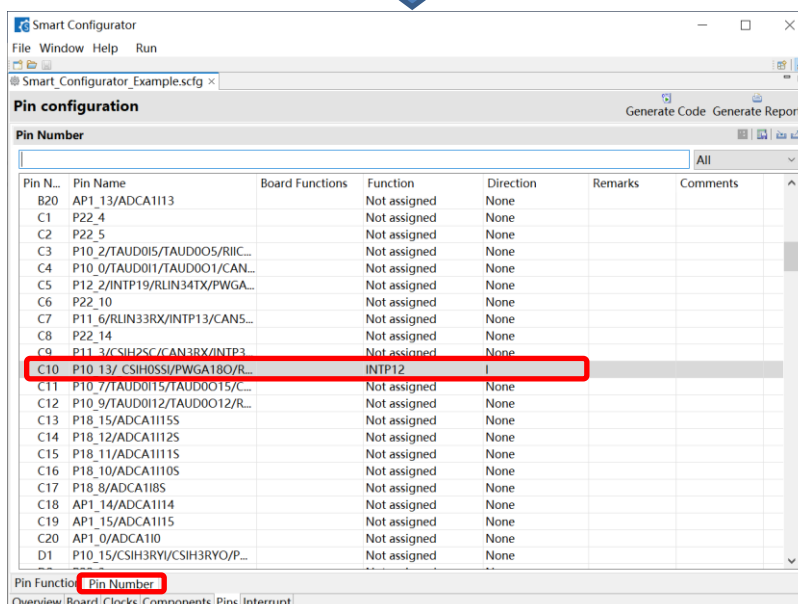 Smart Configurator
File Window Help Run
Smart_Configurator_Example.scfg
Pin configuration
Generate Code Generate Report
Pin Number
All
Pin N... Pin Name Board Functions Function Direction Remarks Comments
B20 AP1_13/ADCA1I13 Not assigned None
C1 P22_4 Not assigned None
C2 P22_5 Not assigned None
C3 P10_2/TAUD0I5/TAUD0O5/RIIC... Not assigned None
C4 P10_0/TAUD0I1/TAUD0O1/CAN... Not assigned None
C5 P12_2/INTP19/RLIN34TX/PWGA... Not assigned None
C6 P22_10 Not assigned None
C7 P11_6/RLIN33RX/INTP13/CAN5... Not assigned None
C8 P22_14 Not assigned None
C9 P11_3/CSIH2SC/CAN3RX/INTP3... Not assigned None
C10 P10_13/ CSIH0SSI/PWGA18O/R... INTP12 I
C11 P10_7/TAUD0I15/TAUD0O15/C... Not assigned None
C12 P10_9/TAUD0I12/TAUD0O12/R... Not assigned None
C13 P18_15/ADCA1I15S Not assigned None
C14 P18_12/ADCA1I12S Not assigned None
C15 P18_11/ADCA1I11S Not assigned None
C16 P18_10/ADCA1I10S Not assigned None
C17 P18_8/ADCA1I8S Not assigned None
C18 AP1_14/ADCA1I14 Not assigned None
C19 AP1_15/ADCA1I15 Not assigned None
C20 AP1_0/ADCA1I0 Not assigned None
D1 P10_15/CSIH3RYI/CSIH3RYO/P... Not assigned None
Pin Function Pin Number
Overview Board Clocks Components Pins Interrupt